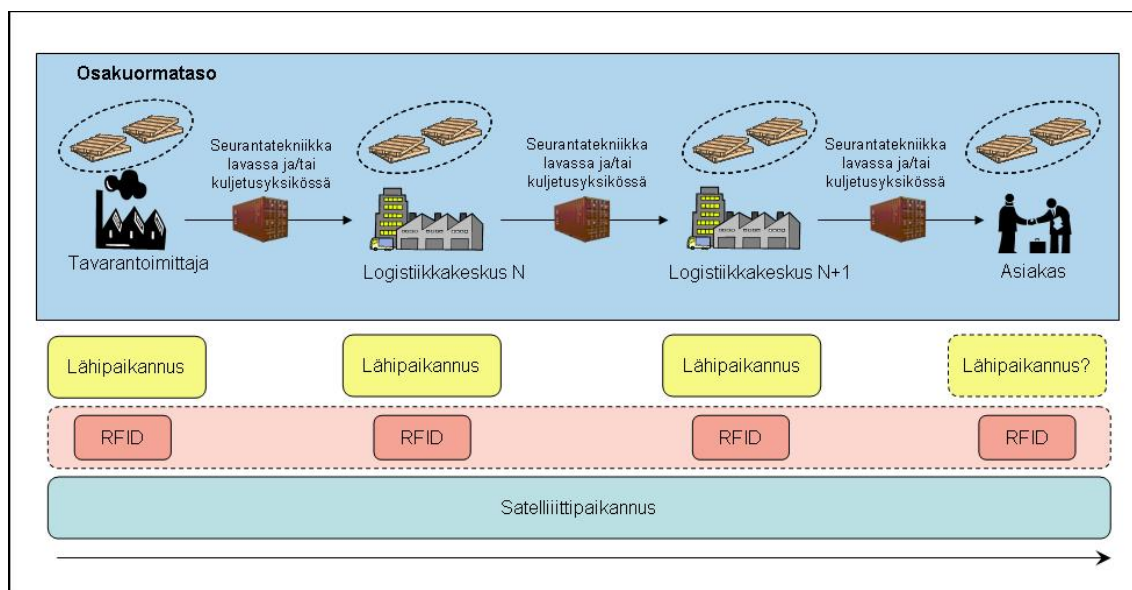 Osakuormataso
Seurantatekniikka
lavassa ja/tai
kuljetusyksikössä
Seurantatekniikka
lavassa ja/tai
kuljetusyksikössä
Seurantatekniikka
lavassa ja/tai
kuljetusyksikössä
Tavarantoimittaja
Logistiikkakeskus N
Logistiikkakeskus N+1
Asiakas
Lähipaikannus
Lähipaikannus
Lähipaikannus
Lähipaikannus?
RFID
RFID
RFID
RFID
Satelliiittipaikannus